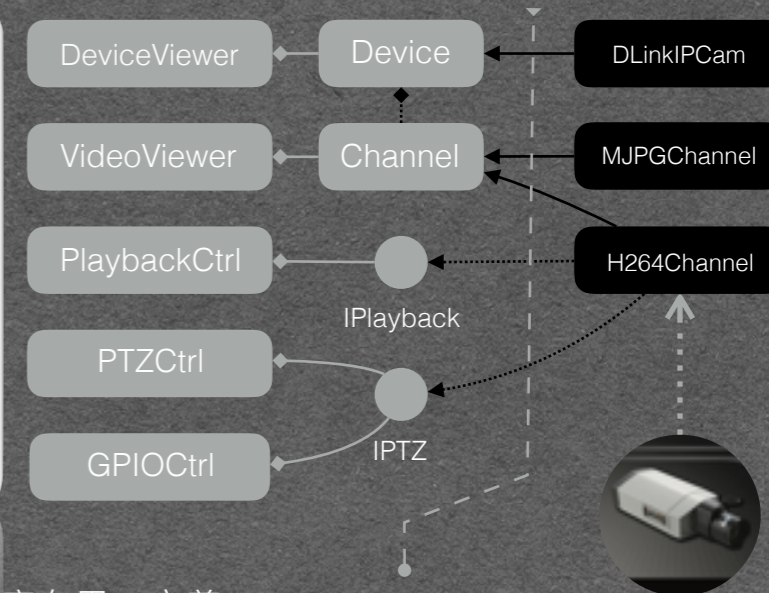 DeviceViewer
Device
DLinkIPCam
VideoViewer
Channel
MJPGChannel
PlaybackCtrl
IPlayback
H264Channel
PTZCtrl
IPTZ
GPIOCtrl